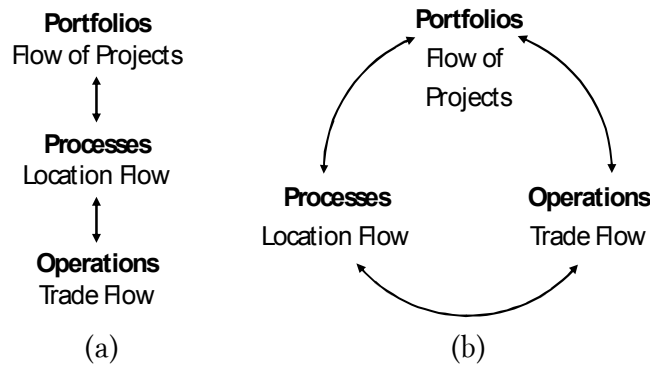 Portfolios
Flow of Projects
Processes
Location Flow
Operations
Trade Flow
(a)
Portfolios
Flow of
Projects
Processes
Location Flow
Operations
Trade Flow
(b)